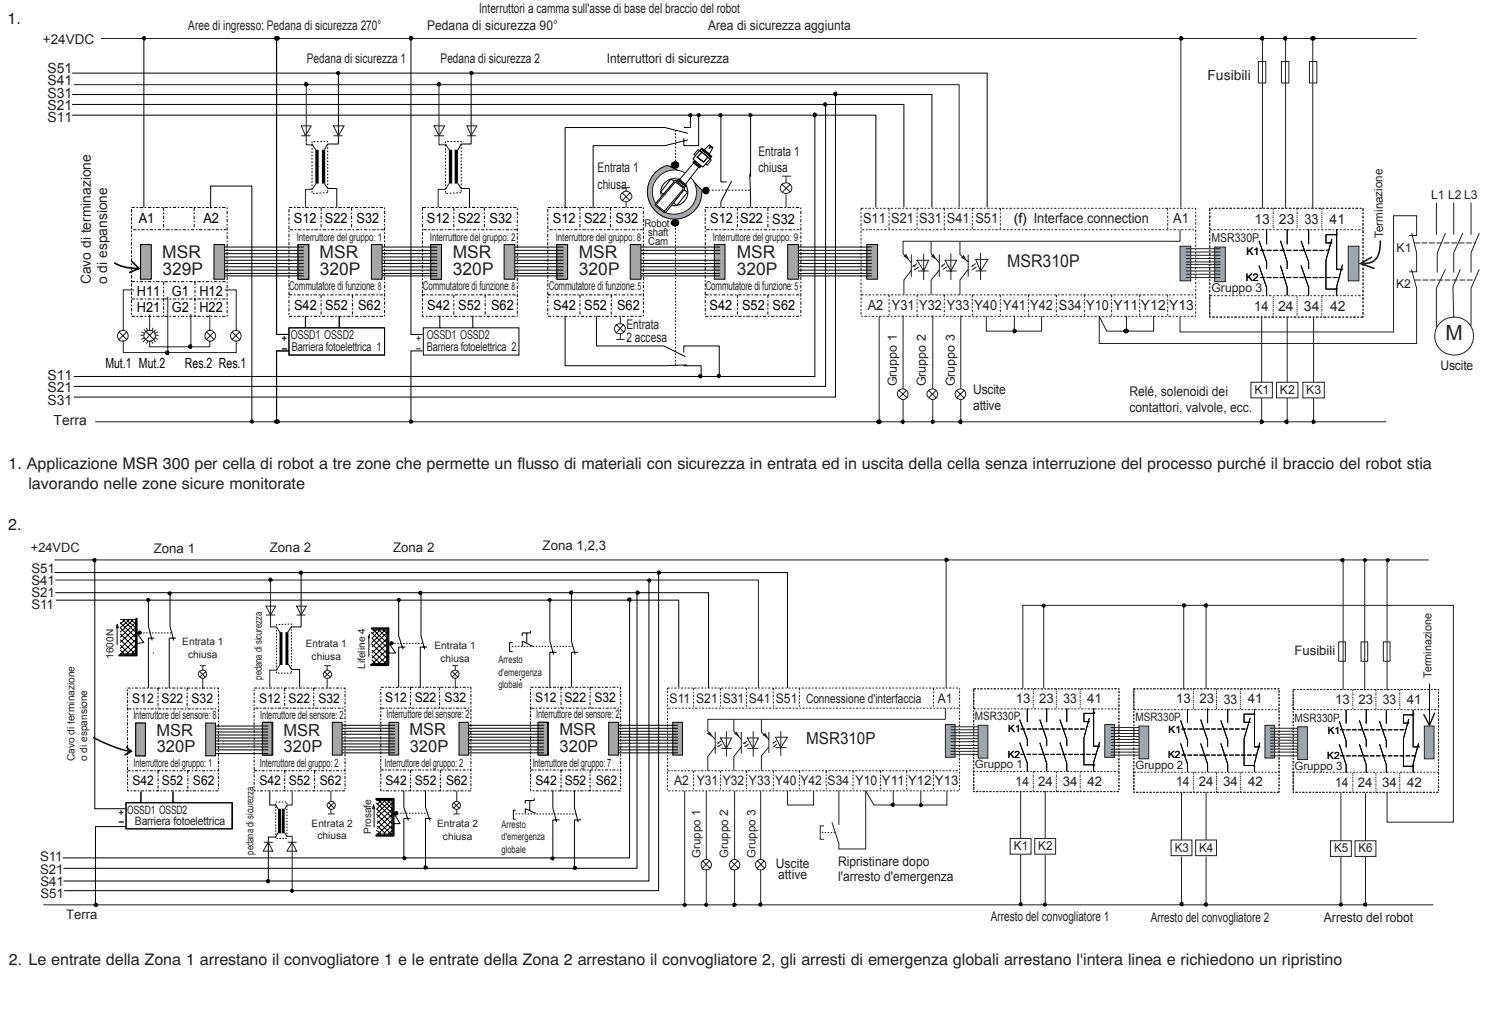 1.
Interruttori a camma sull'asse di base del braccio del robot
Aree di ingresso: Pedana di sicurezza 270° Pedana di sicurezza 90° Area di sicurezza aggiunta
+24VDC
Pedana di sicurezza 1 Pedana di sicurezza 2 Interruttori di sicurezza
S51
S41
S31
S21
S11
Fusibili
Cavo di terminazione
o di espansione
Entrata 1
chiusa
Entrata 1
chiusa
Robot
shaft
Cam
Terminazione
L1 L2 L3
A1 A2 S12 S22 S32 S12 S22 S32 S12 S22 S32 S12 S22 S32 S11 S21 S31 S41 S51 (f) Interface connection A1 13 23 33 41
Interruttore del gruppo: 1 Interruttore del gruppo: 2 Interruttore del gruppo: 8 Interruttore del gruppo: 9 MSR330P
MSR
329P
MSR
320P
MSR
320P
MSR
320P
MSR
320P
MSR310P
K1
K2
Gruppo 3
K1
K2
Commutatore di funzione: 8 Commutatore di funzione: 8 Commutatore di funzione: 5 Commutatore di funzione: 5
H11 G1 H12
H21 G2 H22
S42 S52 S62 S42 S52 S62 S42 S52 S62 S42 S52 S62 A2 Y31 Y32 Y33 Y40 Y41 Y42 S34 Y10 Y11 Y12 Y13 14 24 34 42
+ OSSD1 OSSD2
– Barriera fotoelettrica 1
+ OSSD1 OSSD2
– Barriera fotoelettrica 2
Entrata
2 accesa
M
Uscite
Mut.1 Mut.2 Res.2 Res.1
Gruppo 1
Gruppo 2
Gruppo 3
S11
S21
S31
Uscite
attive
Relé, solenoidi dei
contattori, valvole, ecc.
K1 K2 K3
Terra
1. Applicazione MSR 300 per cella di robot a tre zone che permette un flusso di materiali con sicurezza in entrata ed in uscita della cella senza interruzione del processo purché il braccio del robot stia
lavorando nelle zone sicure monitorate
2.
+24VDC Zona 1 Zona 2 Zona 2 Zona 1,2,3
S51
S41
S21
S11
1600N
pedana di sicurezza
Lifeline 4
Entrata 1
chiusa
Entrata 1
chiusa
Entrata 1
chiusa
Arresto
d'emergenza
globale
Fusibili
Terminazione
Cavo di terminazione
o di espansione
S12 S22 S32 S12 S22 S32 S12 S22 S32 S12 S22 S32 S11 S21 S31 S41 S51 Connessione d'interfaccia A1 13 23 33 41 13 23 33 41 13 23 33 41
Interruttore del sensore: 8 Interruttore del sensore: 2 Interruttore del sensore: 2 Interruttore del sensore: 2 MSR330P MSR330P MSR330P
MSR
320P
MSR
320P
MSR
320P
MSR
320P
MSR310P
K1
K2
Gruppo 1
K1
K2
Gruppo 2
K1
K2
Gruppo 3
Interruttore del gruppo: 1 Interruttore del gruppo: 2 Interruttore del gruppo: 2 Interruttore del gruppo: 7
S42 S52 S62 S42 S52 S62 S42 S52 S62 S42 S52 S62 A2 Y31 Y32 Y33 Y40 Y42 S34 Y10 Y11 Y12 Y13 14 24 34 42 14 24 34 42 14 24 34 42
+ OSSD1 OSSD2
– Barriera fotoelettrica
pedana di sicurezza
Entrata 2
chiusa
Prosafe
Entrata 2
chiusa
Arresto
d'emergenza
globale
Gruppo 1
Gruppo 2
Gruppo 3
Uscite
attive
Ripristinare dopo
l'arresto d'emergenza
K1 K2 K3 K4 K5 K6
S11
S21
S41
S51
Terra
Arresto del convogliatore 1 Arresto del convogliatore 2 Arresto del robot
2. Le entrate della Zona 1 arrestano il convogliatore 1 e le entrate della Zona 2 arrestano il convogliatore 2, gli arresti di emergenza globali arrestano l'intera linea e richiedono un ripristino